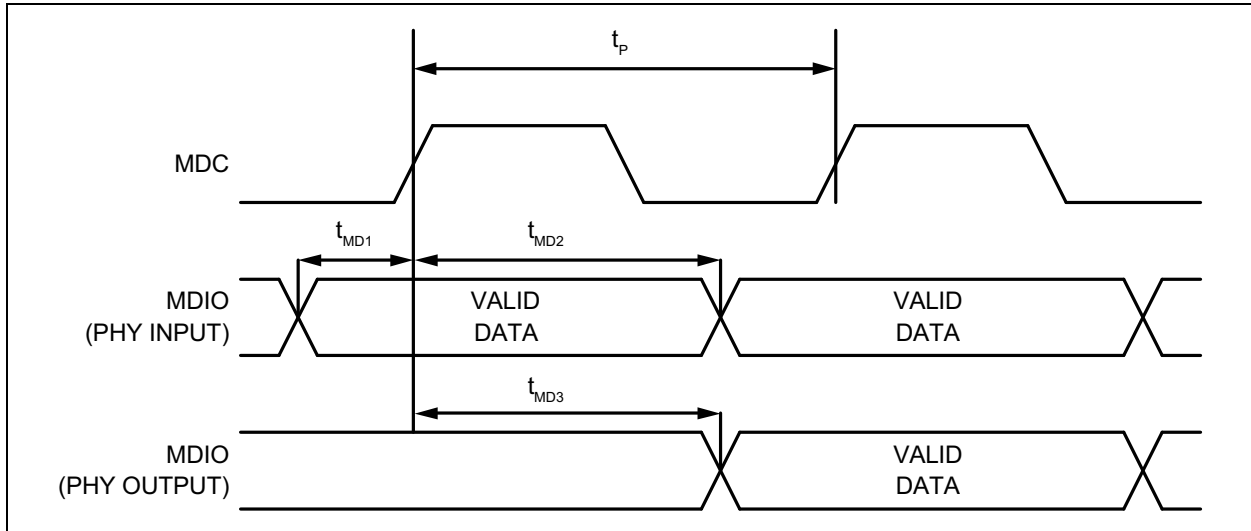 tP
MDC
tMD1
tMD2
MDIO
(PHY INPUT)
VALID
DATA
VALID
DATA
tMD3
MDIO
(PHY OUTPUT)
VALID
DATA